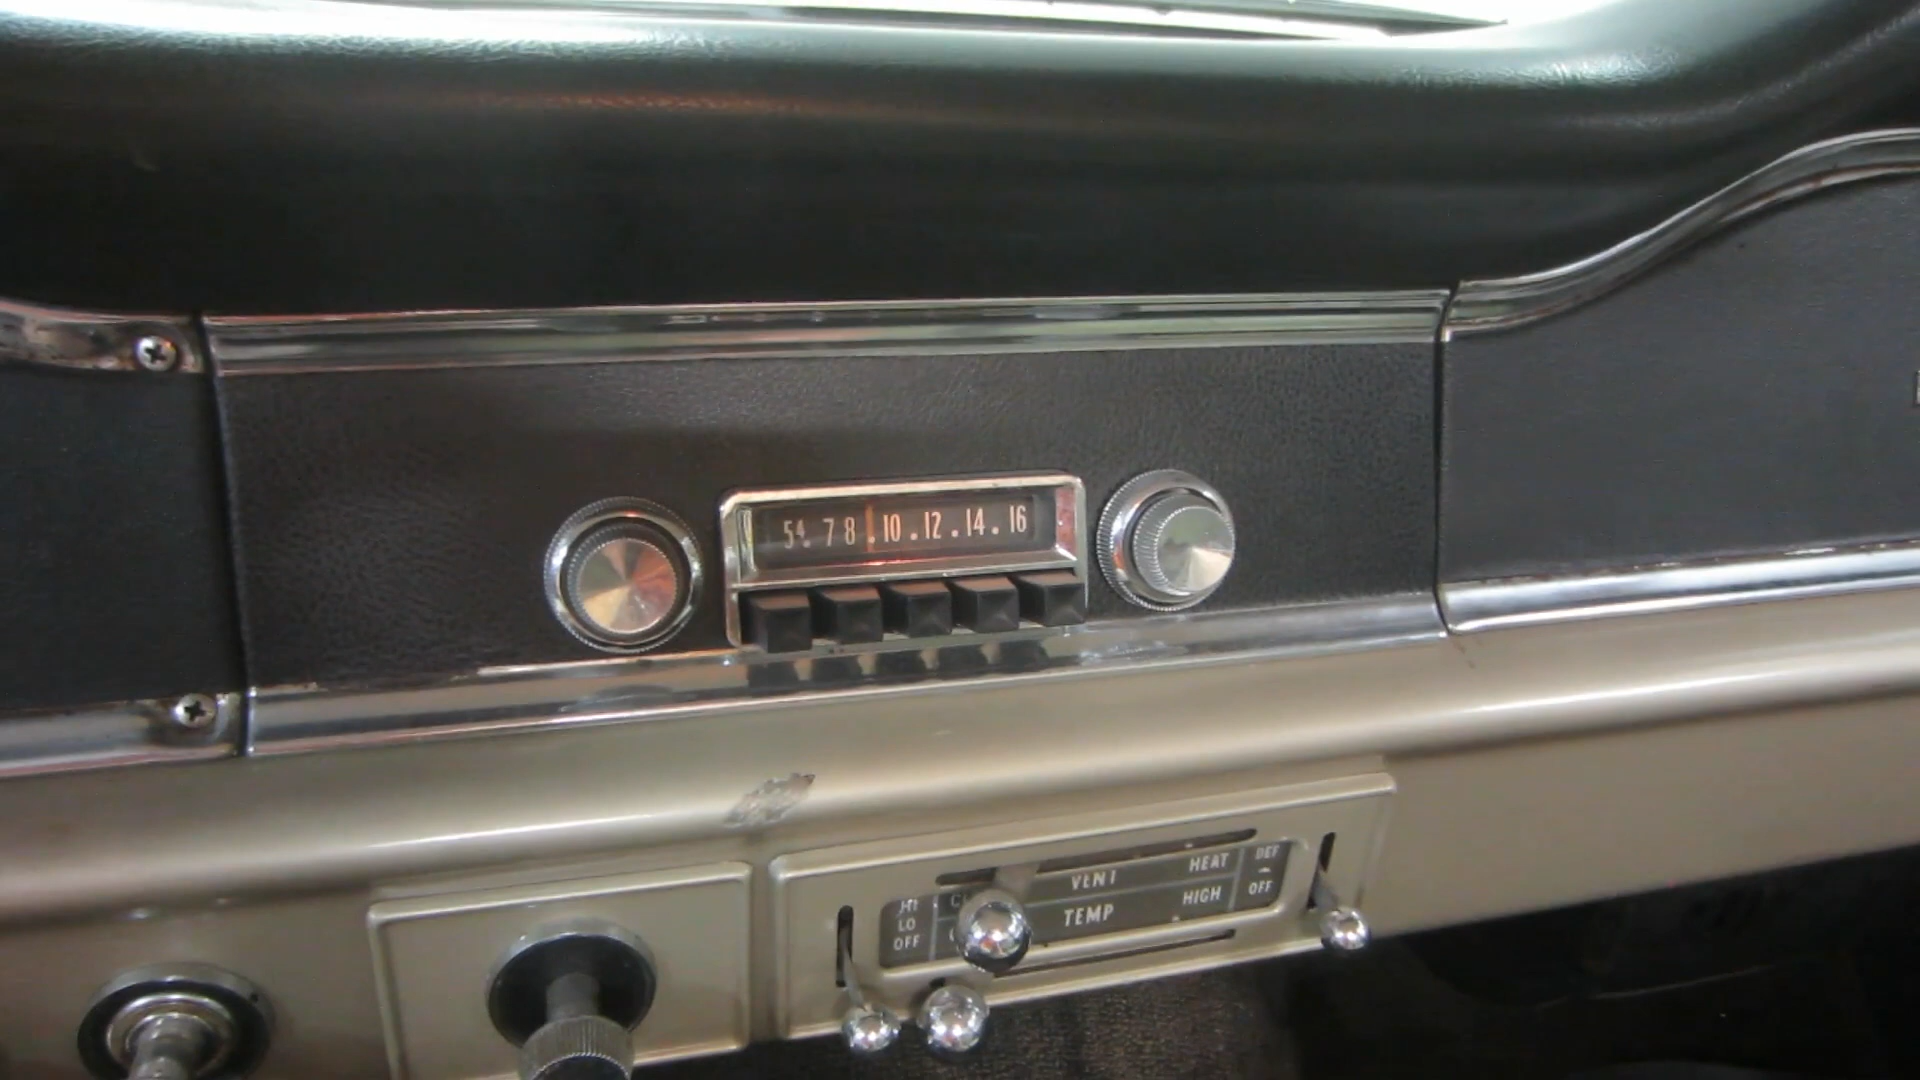 54. 7 8 . 10 . 12 . 14 . 16
VENT HEAT DEF
HI
LO TEMP HIGH OFF
OFF